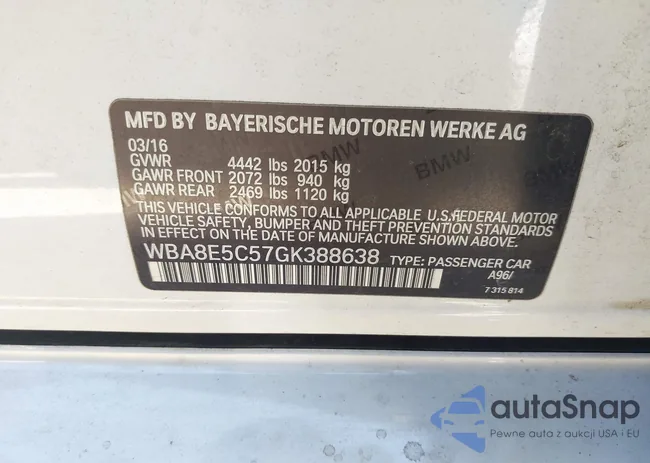 MFD BY BAYERISCHE MOTOREN WERKE AG
03/16
GVWR 4442 lbs 2015 kg
GAWR FRONT 2072 lbs 940 kg
GAWR REAR 2469 lbs 1120 kg
THIS VEHICLE CONFORMS TO ALL APPLICABLE U.S.FEDERAL MOTOR
VEHICLE SAFETY, BUMPER AND THEFT PREVENTION STANDARDS
IN EFFECT ON THE DATE OF MANUFACTURE SHOWN ABOVE.
WBA8E5C57GK388638 TYPE: PASSENGER CAR
A96/
7 315 814
BMW
BMW
autoSnap
Pewne auta z aukcji USA i EU